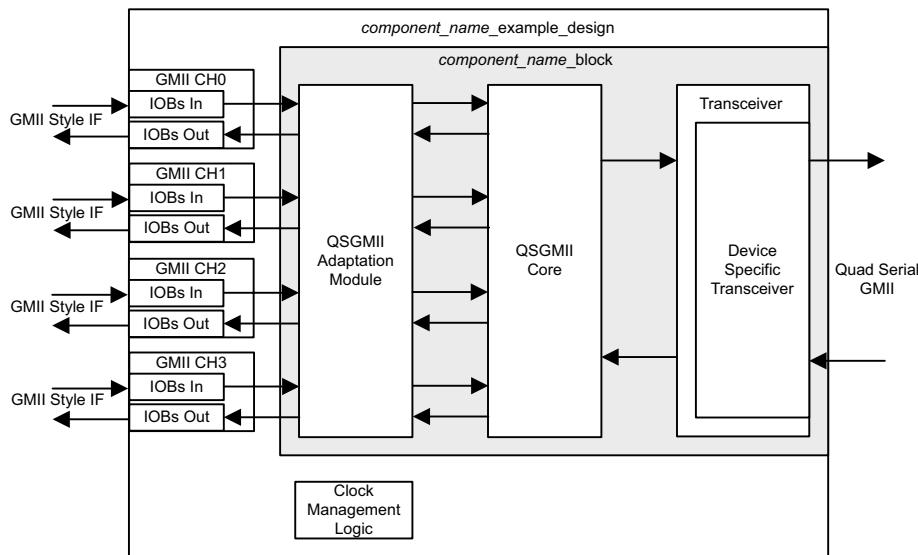 component_name_example_design
component_name_block
GMII CH0
IOBs In
GMII Style IF
IOBs Out
GMII CH1
IOBs In
GMII Style IF
IOBs Out
GMII CH2
IOBs In
GMII Style IF
IOBs Out
GMII CH3
IOBs In
GMII Style IF
IOBs Out
QSGMII
Adaptation
Module
QSGMII
Core
Transceiver
Device
Specific
Transceiver
Quad Serial
GMII
Clock
Management
Logic